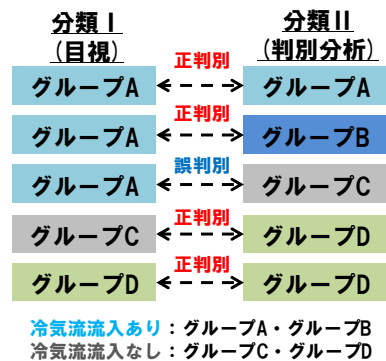 分類Ⅰ 分類Ⅱ
(目視) (判別分析)
正判別
グループA グループA
正判別
グループA グループB
誤判別
グループA グループC
正判別
グループC グループD
正判別
グループD グループD
冷気流流入あり：グループA・グループB
冷気流流入なし：グループC・グループD